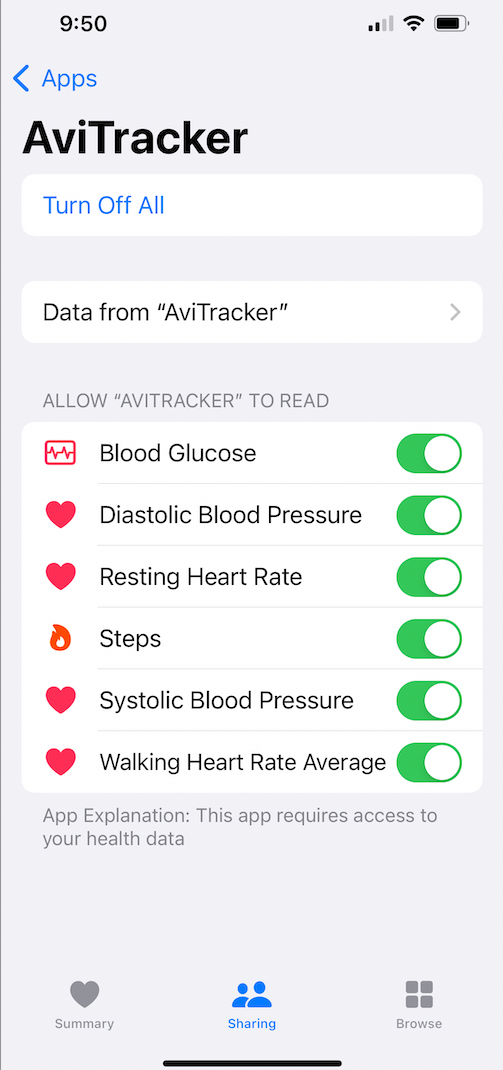 9:50
Apps
AviTracker
Turn Off All
Data from “AviTracker”
ALLOW “AVITRACKER” TO READ
Blood Glucose
Diastolic Blood Pressure
Resting Heart Rate
Steps
Systolic Blood Pressure
Walking Heart Rate Average
App Explanation: This app requires access to
your health data
Summary
Sharing
Browse